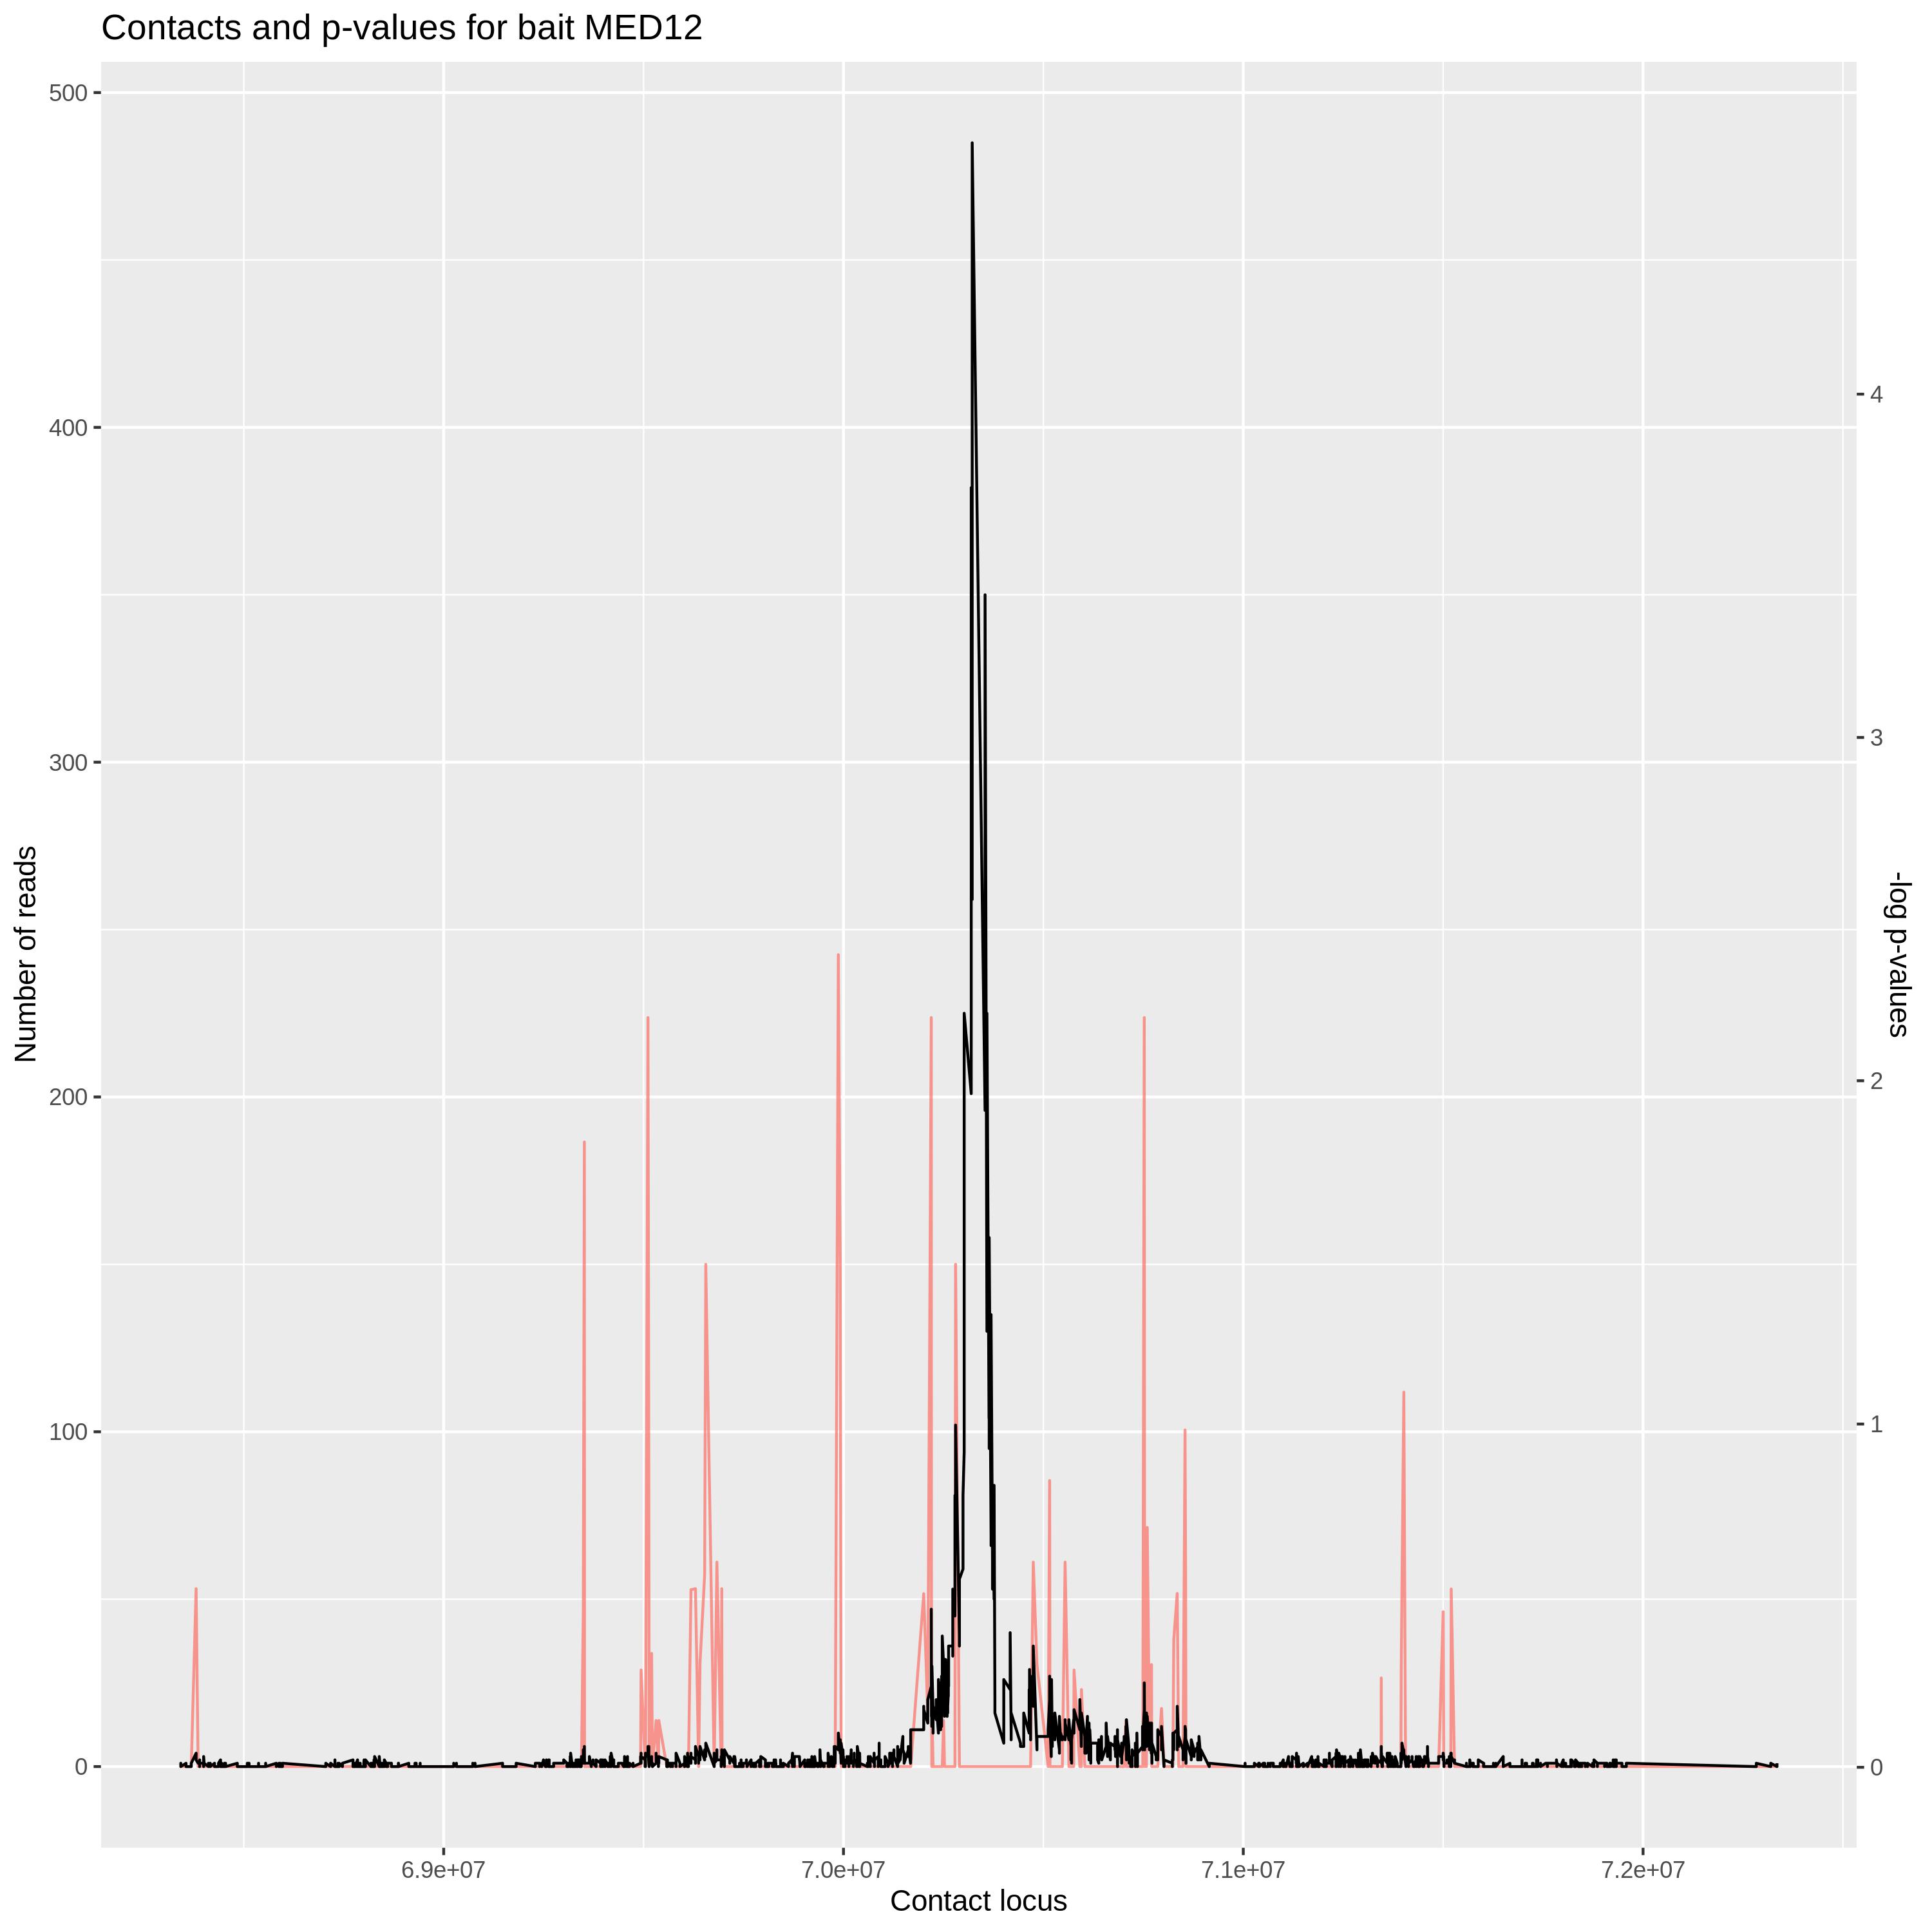 Contacts and p-values for bait MED12
500
400
300
200
100
0
Number of reads
4
3
2
1
0
-log p-values
6.9e+07 7.0e+07 7.1e+07 7.2e+07
Contact locus